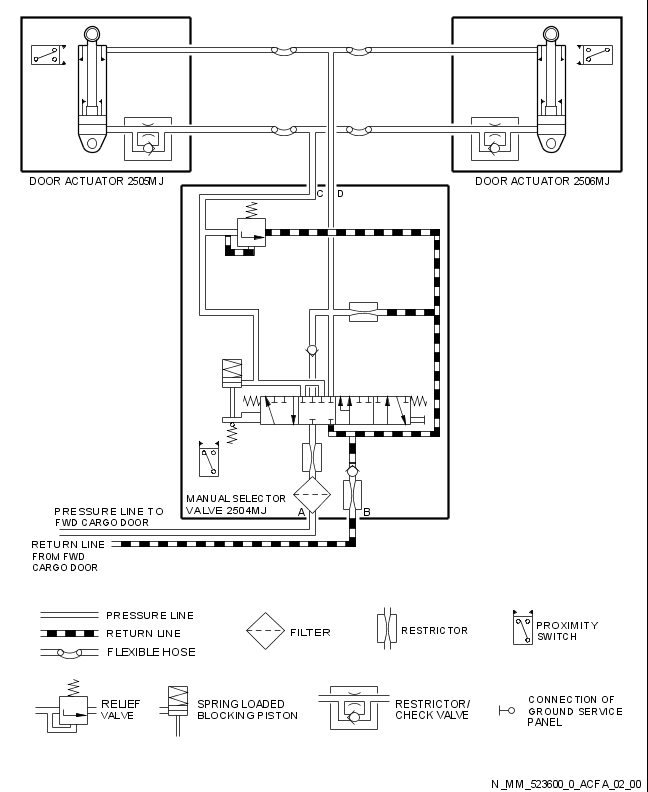 DOOR ACTUATOR 2505MJ
DOOR ACTUATOR 2506MJ
C D
MANUAL SELECTOR
VALVE 2504MJ
A
B
PRESSURE LINE TO
FWD CARGO DOOR
RETURN LINE
FROM FWD
CARGO DOOR
PRESSURE LINE
RETURN LINE
FLEXIBLE HOSE
FILTER
RESTRICTOR
PROXIMITY
SWITCH
RELIEF
VALVE
SPRING LOADED
BLOCKING PISTON
RESTRICTOR/
CHECK VALVE
CONNECTION OF
GROUND SERVICE
PANEL
N_MM_523600_0_ACFA_02_00